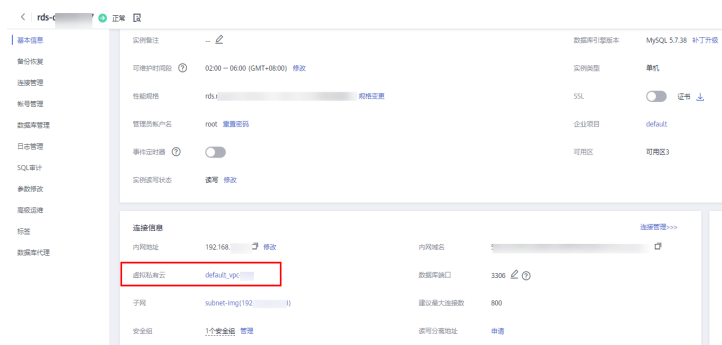 rds- 正常
基本信息
备份恢复
连接管理
帐号管理
数据库管理
日志管理
SQL审计
参数修改
高级运维
标签
数据库代理
实例备注 -- 数据库引擎版本 MySQL 5.7.38 补丁升级
可维护时间段 02:00 — 06:00 (GMT+08:00) 修改 实例类型 单机
性能规格 rds. 规格变更 SSL 证书
管理员帐户名 root 重置密码 企业项目 default
事件定时器 可用区 可用区3
实例读写状态 读写 修改
连接信息 连接管理>>>
内网地址 192.168. 修改 内网域名
虚拟私有云 default_vpc 数据库端口 3306
子网 subnet-img(192 建议最大连接数 800
安全组 1个安全组 管理 读写分离地址 申请